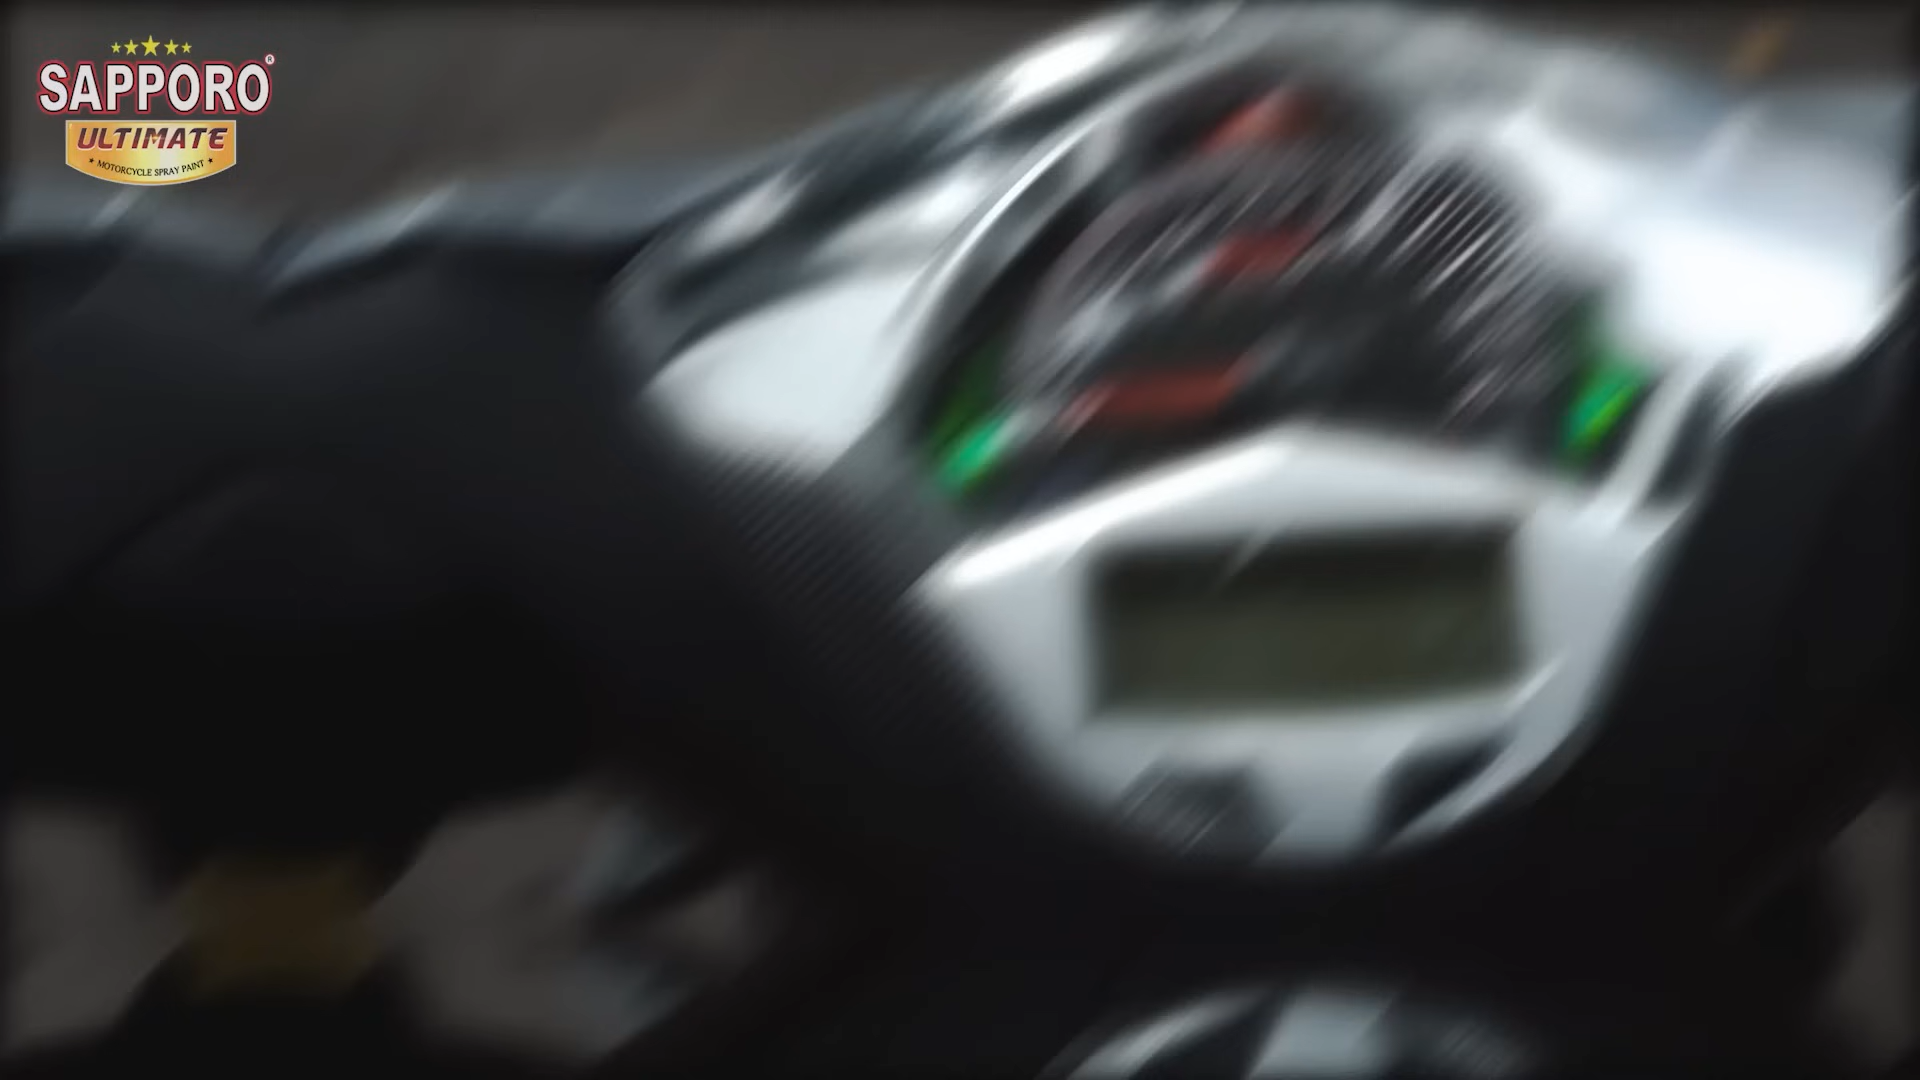 SAPPORO®
ULTIMATE
★ MOTORCYCLE SPRAY PAINT ★